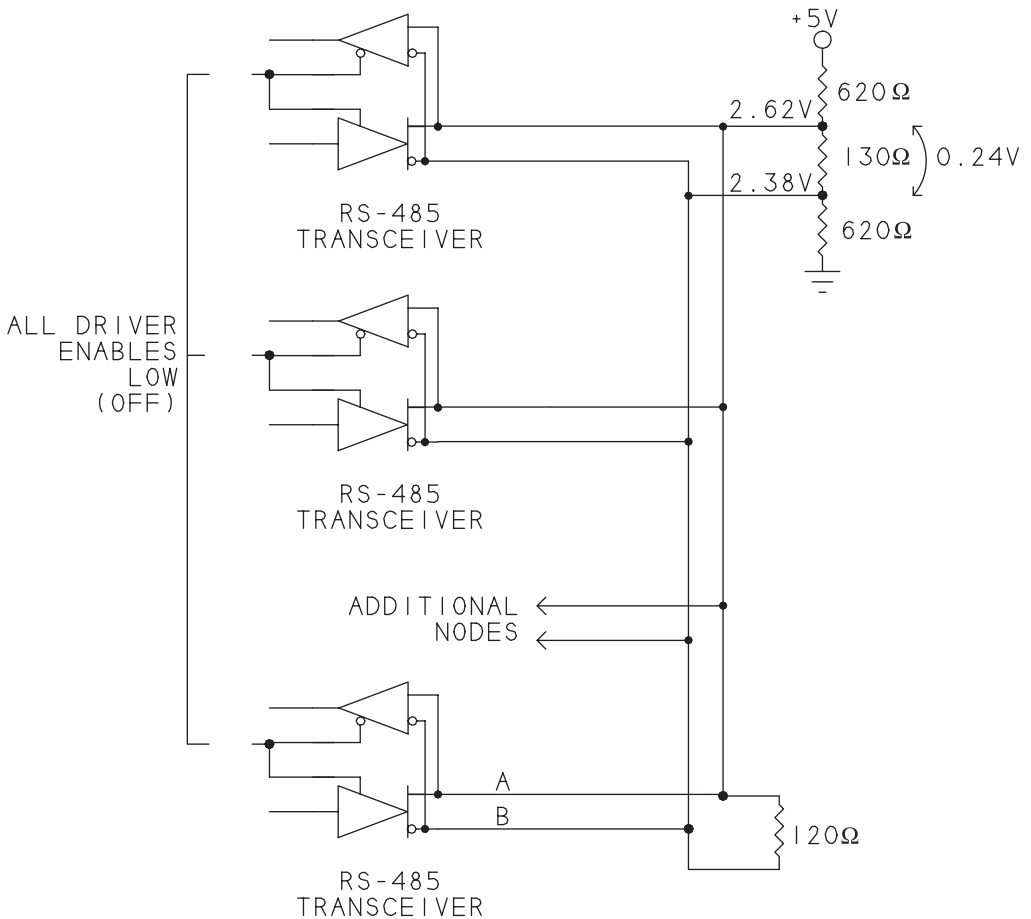 +5V
620Ω
2.62V
130Ω
0.24V
2.38V
620Ω
RS-485
TRANSCEIVER
ALL DRIVER
ENABLES
LOW
(OFF)
RS-485
TRANSCEIVER
ADDITIONAL
NODES
A
B
120Ω
RS-485
TRANSCEIVER